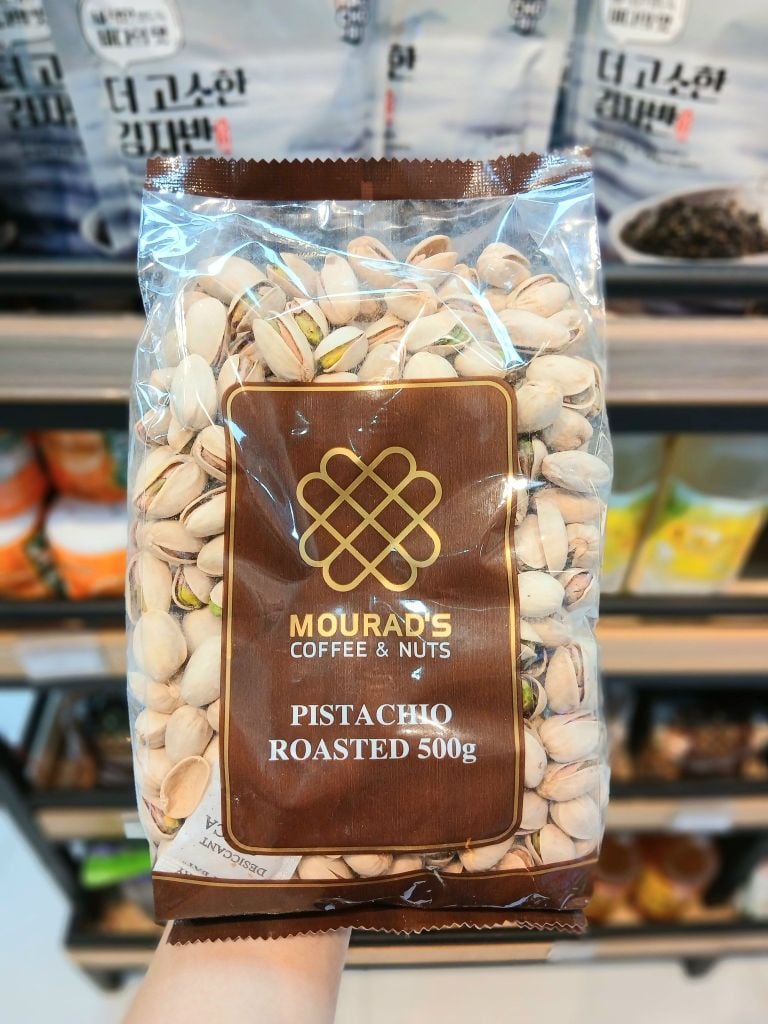 더 고소한
김자반
더 고소한
김자반
MOURAD'S
COFFEE & NUTS
PISTACHIO
ROASTED 500g
DESICCANT